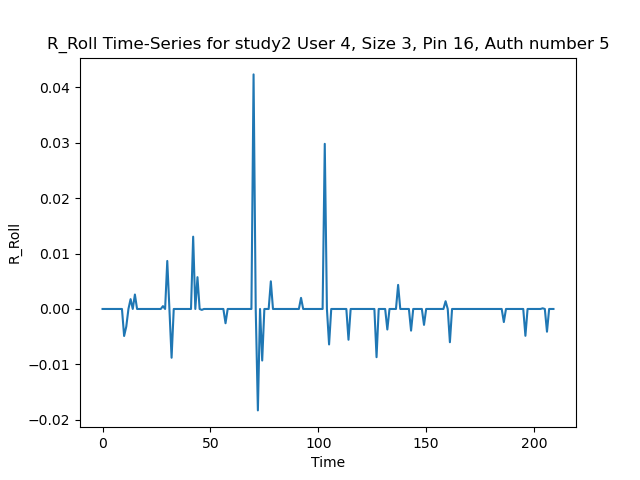 R_Roll Time-Series for study2 User 4, Size 3, Pin 16, Auth number 5
0.04
0.03
0.02
0.01
0.00
−0.01
−0.02
R_Roll
0 50 100 150 200
Time